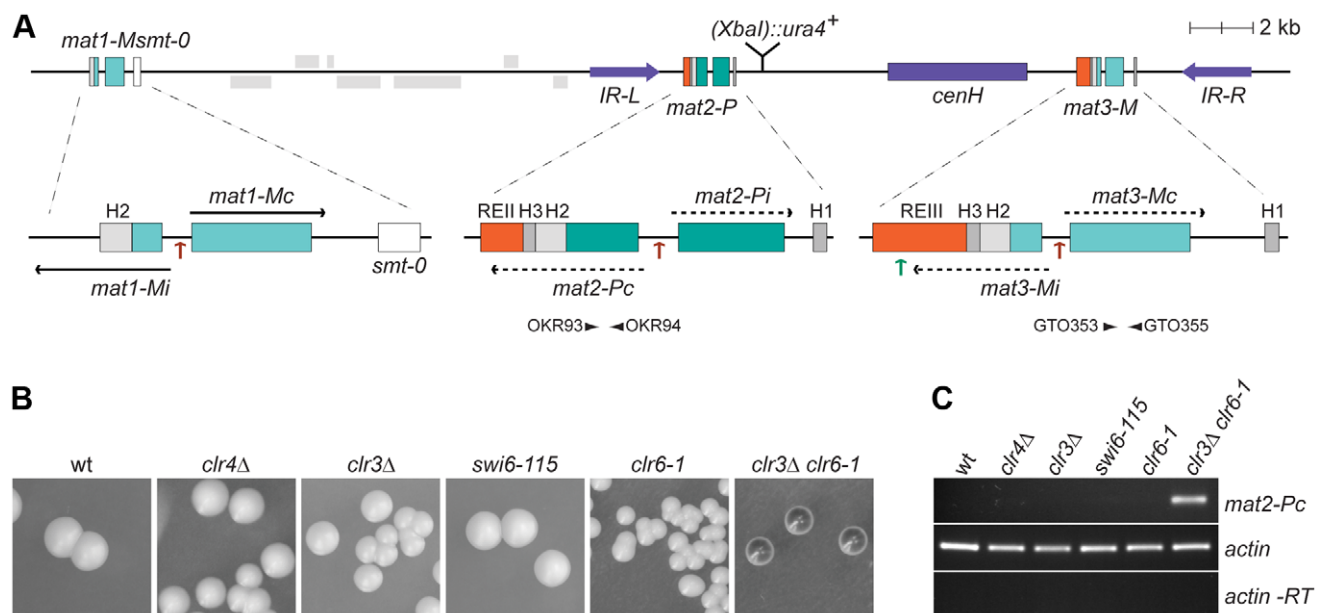 A
mat1-Msmt-0
(XbaI)::ura4+
2 kb
IR-L
mat2-P
cenH
mat3-M
IR-R
mat1-Mc
H2
smt-0
mat1-Mi
mat2-Pi
REII H3 H2
H1
mat2-Pc
OKR93 OKR94
mat3-Mc
REIII H3 H2
H1
mat3-Mi
GTO353 GTO355
B
wt
clr4Δ
clr3Δ
swi6-115
clr6-1
clr3Δ clr6-1
C
wt
clr4Δ
clr3Δ
swi6-115
clr6-1
clr3Δ clr6-1
mat2-Pc
actin
actin -RT